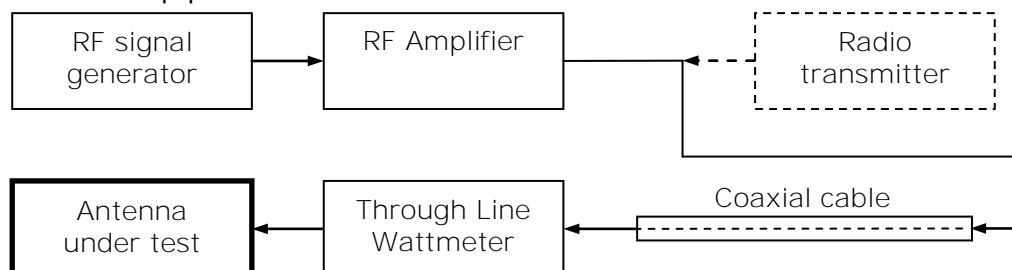 RF signal
generator
RF Amplifier
Radio
transmitter
Antenna
under test
Through Line
Wattmeter
Coaxial cable